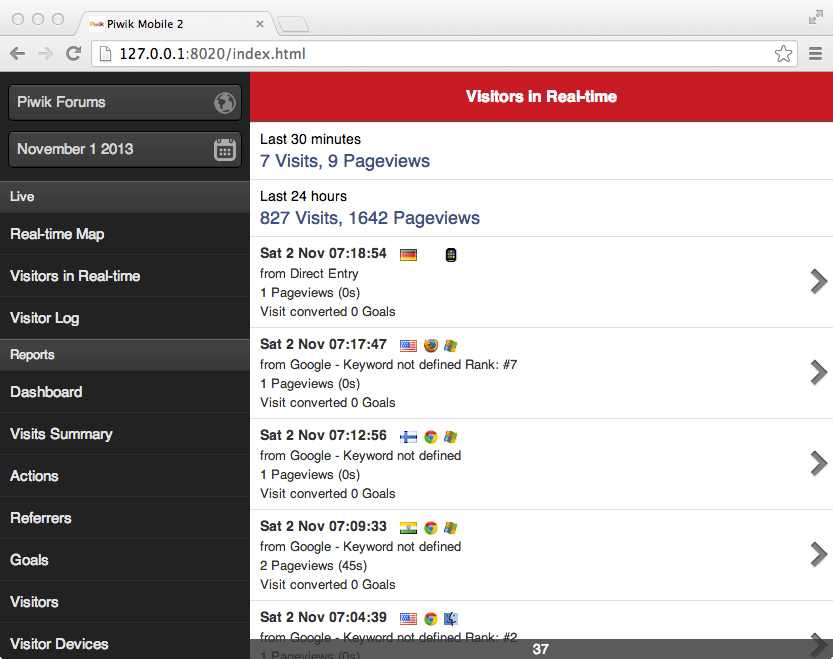 Piwik Mobile 2
127.0.0.1:8020/index.html
Piwik Forums
November 1 2013
Live
Real-time Map
Visitors in Real-time
Visitor Log
Reports
Dashboard
Visits Summary
Actions
Referrers
Goals
Visitors
Visitor Devices
Visitors in Real-time
Last 30 minutes
7 Visits, 9 Pageviews
Last 24 hours
827 Visits, 1642 Pageviews
Sat 2 Nov 07:18:54
from Direct Entry
1 Pageviews (0s)
Visit converted 0 Goals
Sat 2 Nov 07:17:47
from Google - Keyword not defined Rank: #7
1 Pageviews (0s)
Visit converted 0 Goals
Sat 2 Nov 07:12:56
from Google - Keyword not defined
1 Pageviews (0s)
Visit converted 0 Goals
Sat 2 Nov 07:09:33
from Google - Keyword not defined
2 Pageviews (45s)
Visit converted 0 Goals
Sat 2 Nov 07:04:39
from Google - Keyword not defined Rank: #2
37
1 Pageviews (0s)